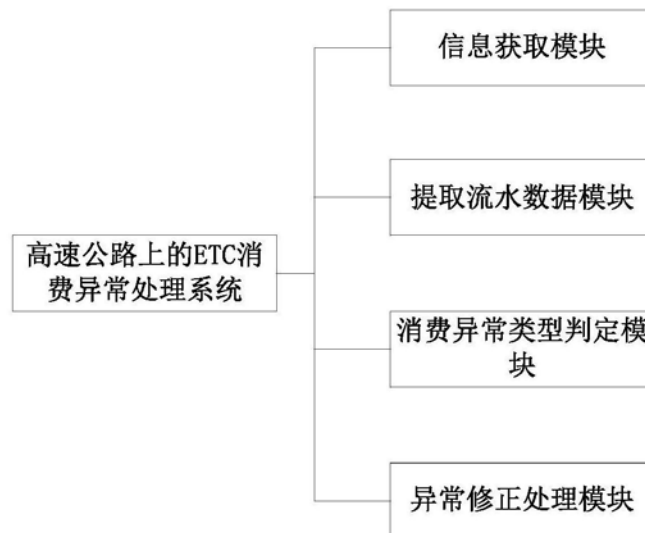 信息获取模块
提取流水数据模块
高速公路上的ETC消
费异常处理系统
消费异常类型判定模
块
异常修正处理模块